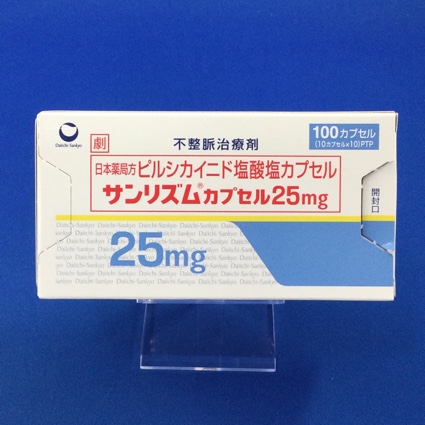 Daiichi-Sankyo
劇
不整脈治療剤
100カプセル
(10カプセル×10)PTP
日本薬局方ピルシカイニド塩酸塩カプセル
サンリズム®カプセル25mg
開封口
25mg